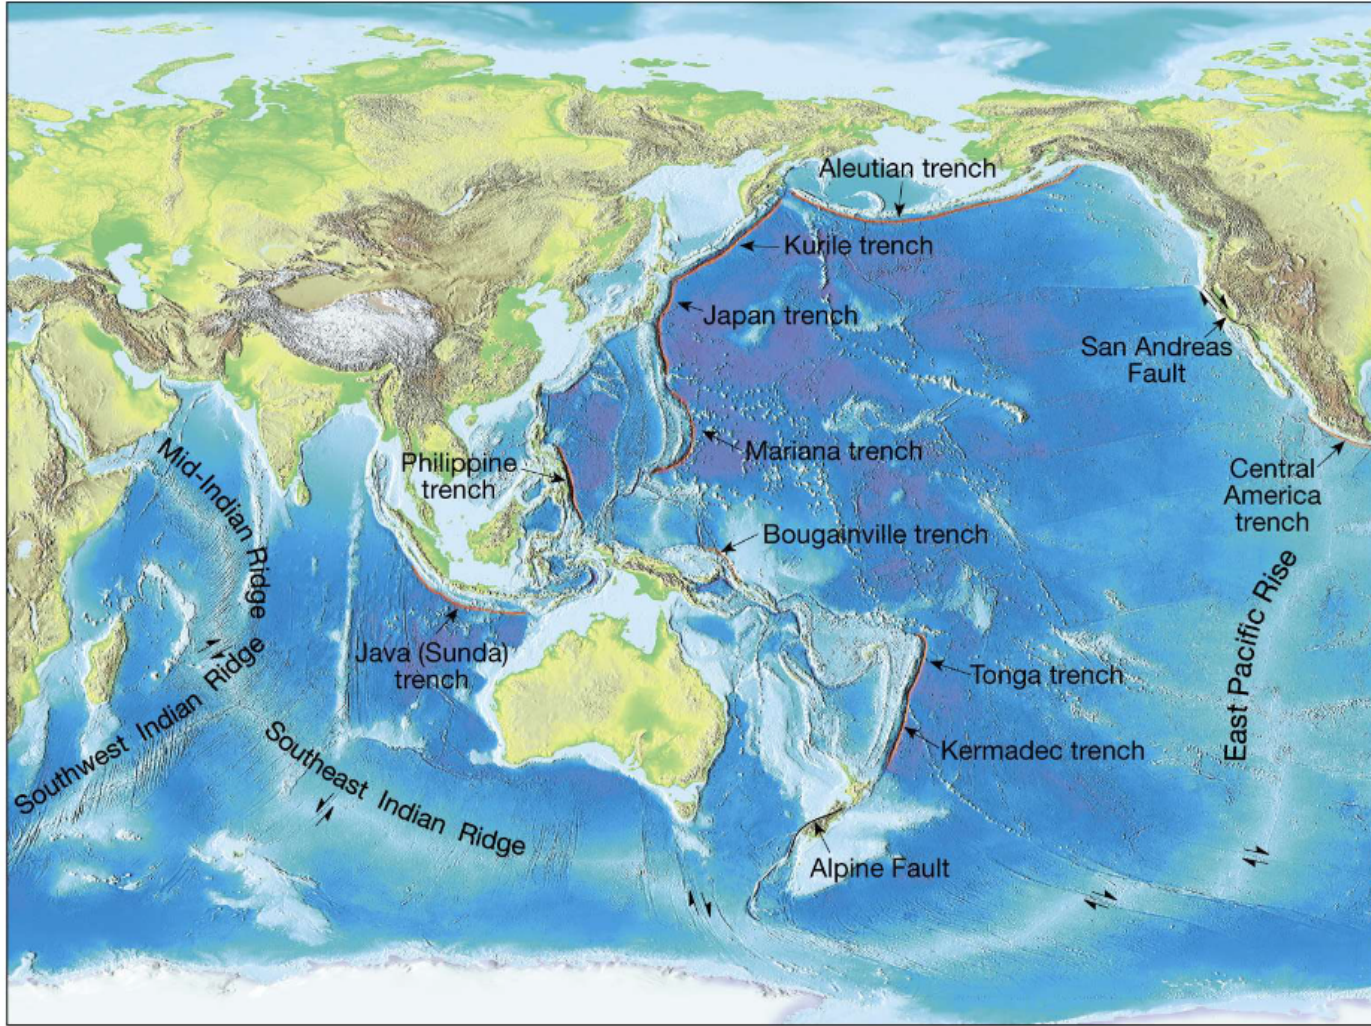 Aleutian trench
Kurile trench
Japan trench
San Andreas
Fault
Mariana trench
Philippine
trench
Central
America
trench
Mid-Indian Ridge
Bougainville trench
Java (Sunda)
trench
Tonga trench
East Pacific Rise
Southwest Indian Ridge
Southeast Indian Ridge
Kermadec trench
Alpine Fault